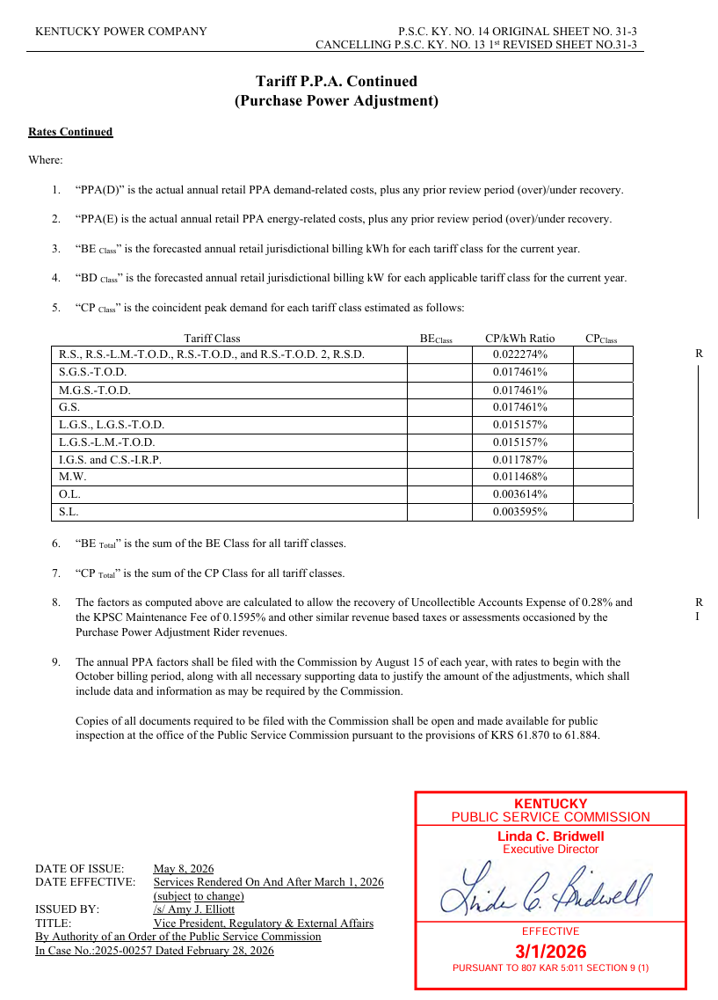 KENTUCKY POWER COMPANY
P.S.C. KY. NO. 14 ORIGINAL SHEET NO. 31-3
CANCELLING P.S.C. KY. NO. 13 1st REVISED SHEET NO.31-3
Tariff P.P.A. Continued
(Purchase Power Adjustment)
Rates Continued
Where:
1. “PPA(D)” is the actual annual retail PPA demand-related costs, plus any prior review period (over)/under recovery.
2. “PPA(E) is the actual annual retail PPA energy-related costs, plus any prior review period (over)/under recovery.
3. “BE Class” is the forecasted annual retail jurisdictional billing kWh for each tariff class for the current year.
4. “BD Class” is the forecasted annual retail jurisdictional billing kW for each applicable tariff class for the current year.
5. “CP Class” is the coincident peak demand for each tariff class estimated as follows:
Tariff Class BEClass CP/kWh Ratio CPClass
R.S., R.S.-L.M.-T.O.D., R.S.-T.O.D., and R.S.-T.O.D. 2, R.S.D. 0.022274% R
S.G.S.-T.O.D. 0.017461%
M.G.S.-T.O.D. 0.017461%
G.S. 0.017461%
L.G.S., L.G.S.-T.O.D. 0.015157%
L.G.S.-L.M.-T.O.D. 0.015157%
I.G.S. and C.S.-I.R.P. 0.011787%
M.W. 0.011468%
O.L. 0.003614%
S.L. 0.003595%
6. “BE Total” is the sum of the BE Class for all tariff classes.
7. “CP Total” is the sum of the CP Class for all tariff classes.
8. The factors as computed above are calculated to allow the recovery of Uncollectible Accounts Expense of 0.28% and R
the KPSC Maintenance Fee of 0.1595% and other similar revenue based taxes or assessments occasioned by the I
Purchase Power Adjustment Rider revenues.
9. The annual PPA factors shall be filed with the Commission by August 15 of each year, with rates to begin with the
October billing period, along with all necessary supporting data to justify the amount of the adjustments, which shall
include data and information as may be required by the Commission.
Copies of all documents required to be filed with the Commission shall be open and made available for public
inspection at the office of the Public Service Commission pursuant to the provisions of KRS 61.870 to 61.884.
DATE OF ISSUE: May 8, 2026
DATE EFFECTIVE: Services Rendered On And After March 1, 2026
(subject to change)
ISSUED BY: /s/ Amy J. Elliott
TITLE: Vice President, Regulatory & External Affairs
By Authority of an Order of the Public Service Commission
In Case No.:2025-00257 Dated February 28, 2026
KENTUCKY
PUBLIC SERVICE COMMISSION
Linda C. Bridwell
Executive Director
Linda C. Bridwell
EFFECTIVE
3/1/2026
PURSUANT TO 807 KAR 5:011 SECTION 9 (1)